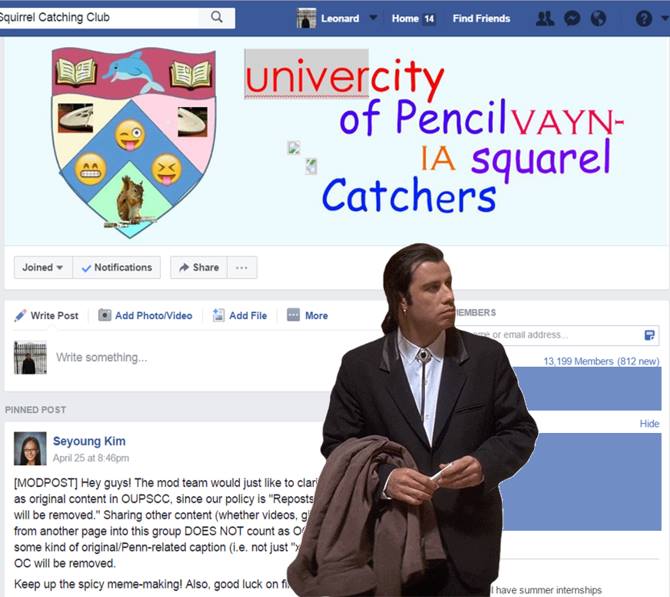 Squirrel Catching Club
Leonard Home 14 Find Friends
univercity
of PencilVAYN-
IA squarel
Catchers
Joined Notifications Share
Write Post Add Photo/Video Add File More
Write something...
EMBERS
or email address...
13,199 Members (812 new)
Hide
PINNED POST
Seyoung Kim
April 25 at 8:46pm
[MODPOST] Hey guys! The mod team would just like to
as original content in OUPSCC, since our policy is "Reposts
will be removed." Sharing other content (whether videos,
from another page into this group DOES NOT count as
some kind of original/Penn-related caption (i.e. not just
OC will be removed.
Keep up the spicy meme-making! Also, good luck on
have summer internships